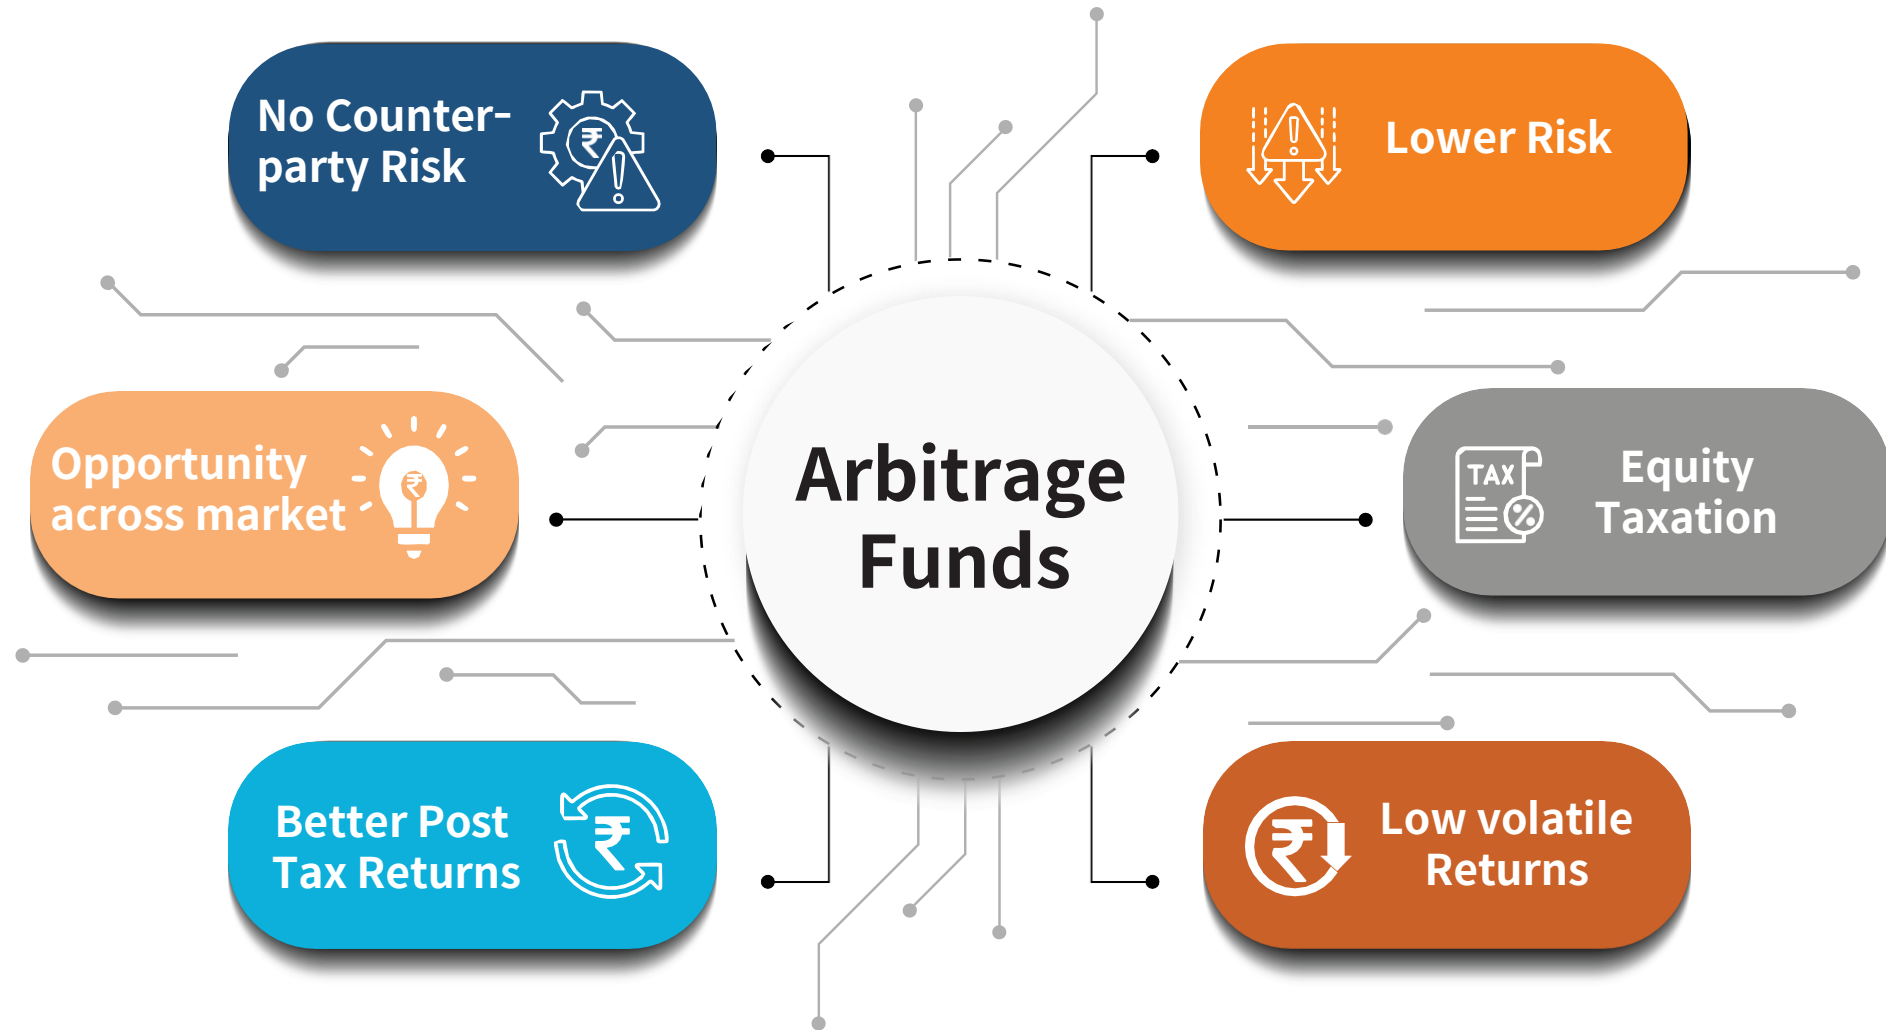 No Counter-
party Risk
₹
Lower Risk
Opportunity
across market
₹
Arbitrage
Funds
TAX
%
Equity
Taxation
Better Post
Tax Returns
₹
₹
Low volatile
Returns